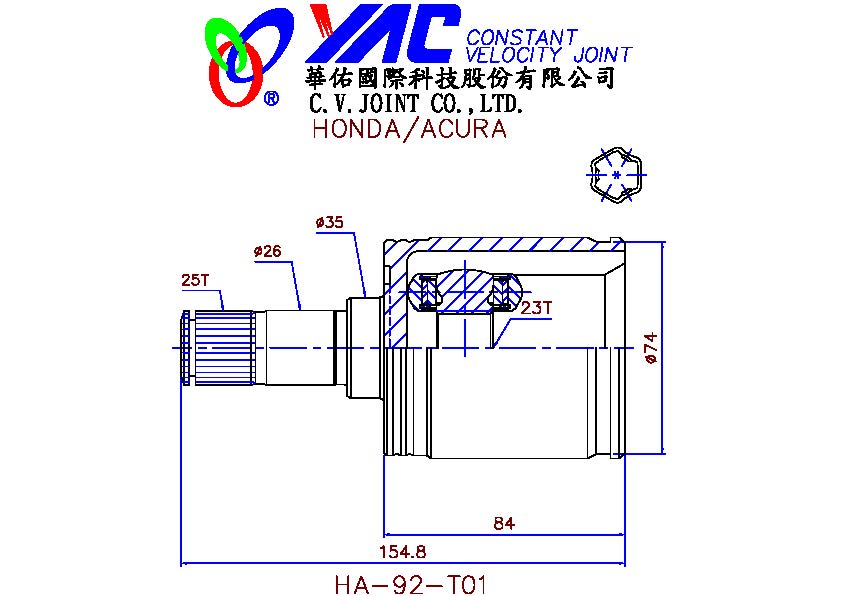 YAC CONSTANT
VELOCITY JOINT
®
華佑國際科技股份有限公司
C.V.JOINT CO.,LTD.
HONDA/ACURA
ø35
ø26
25T
23T
ø74
84
154.8
HA-92-T01